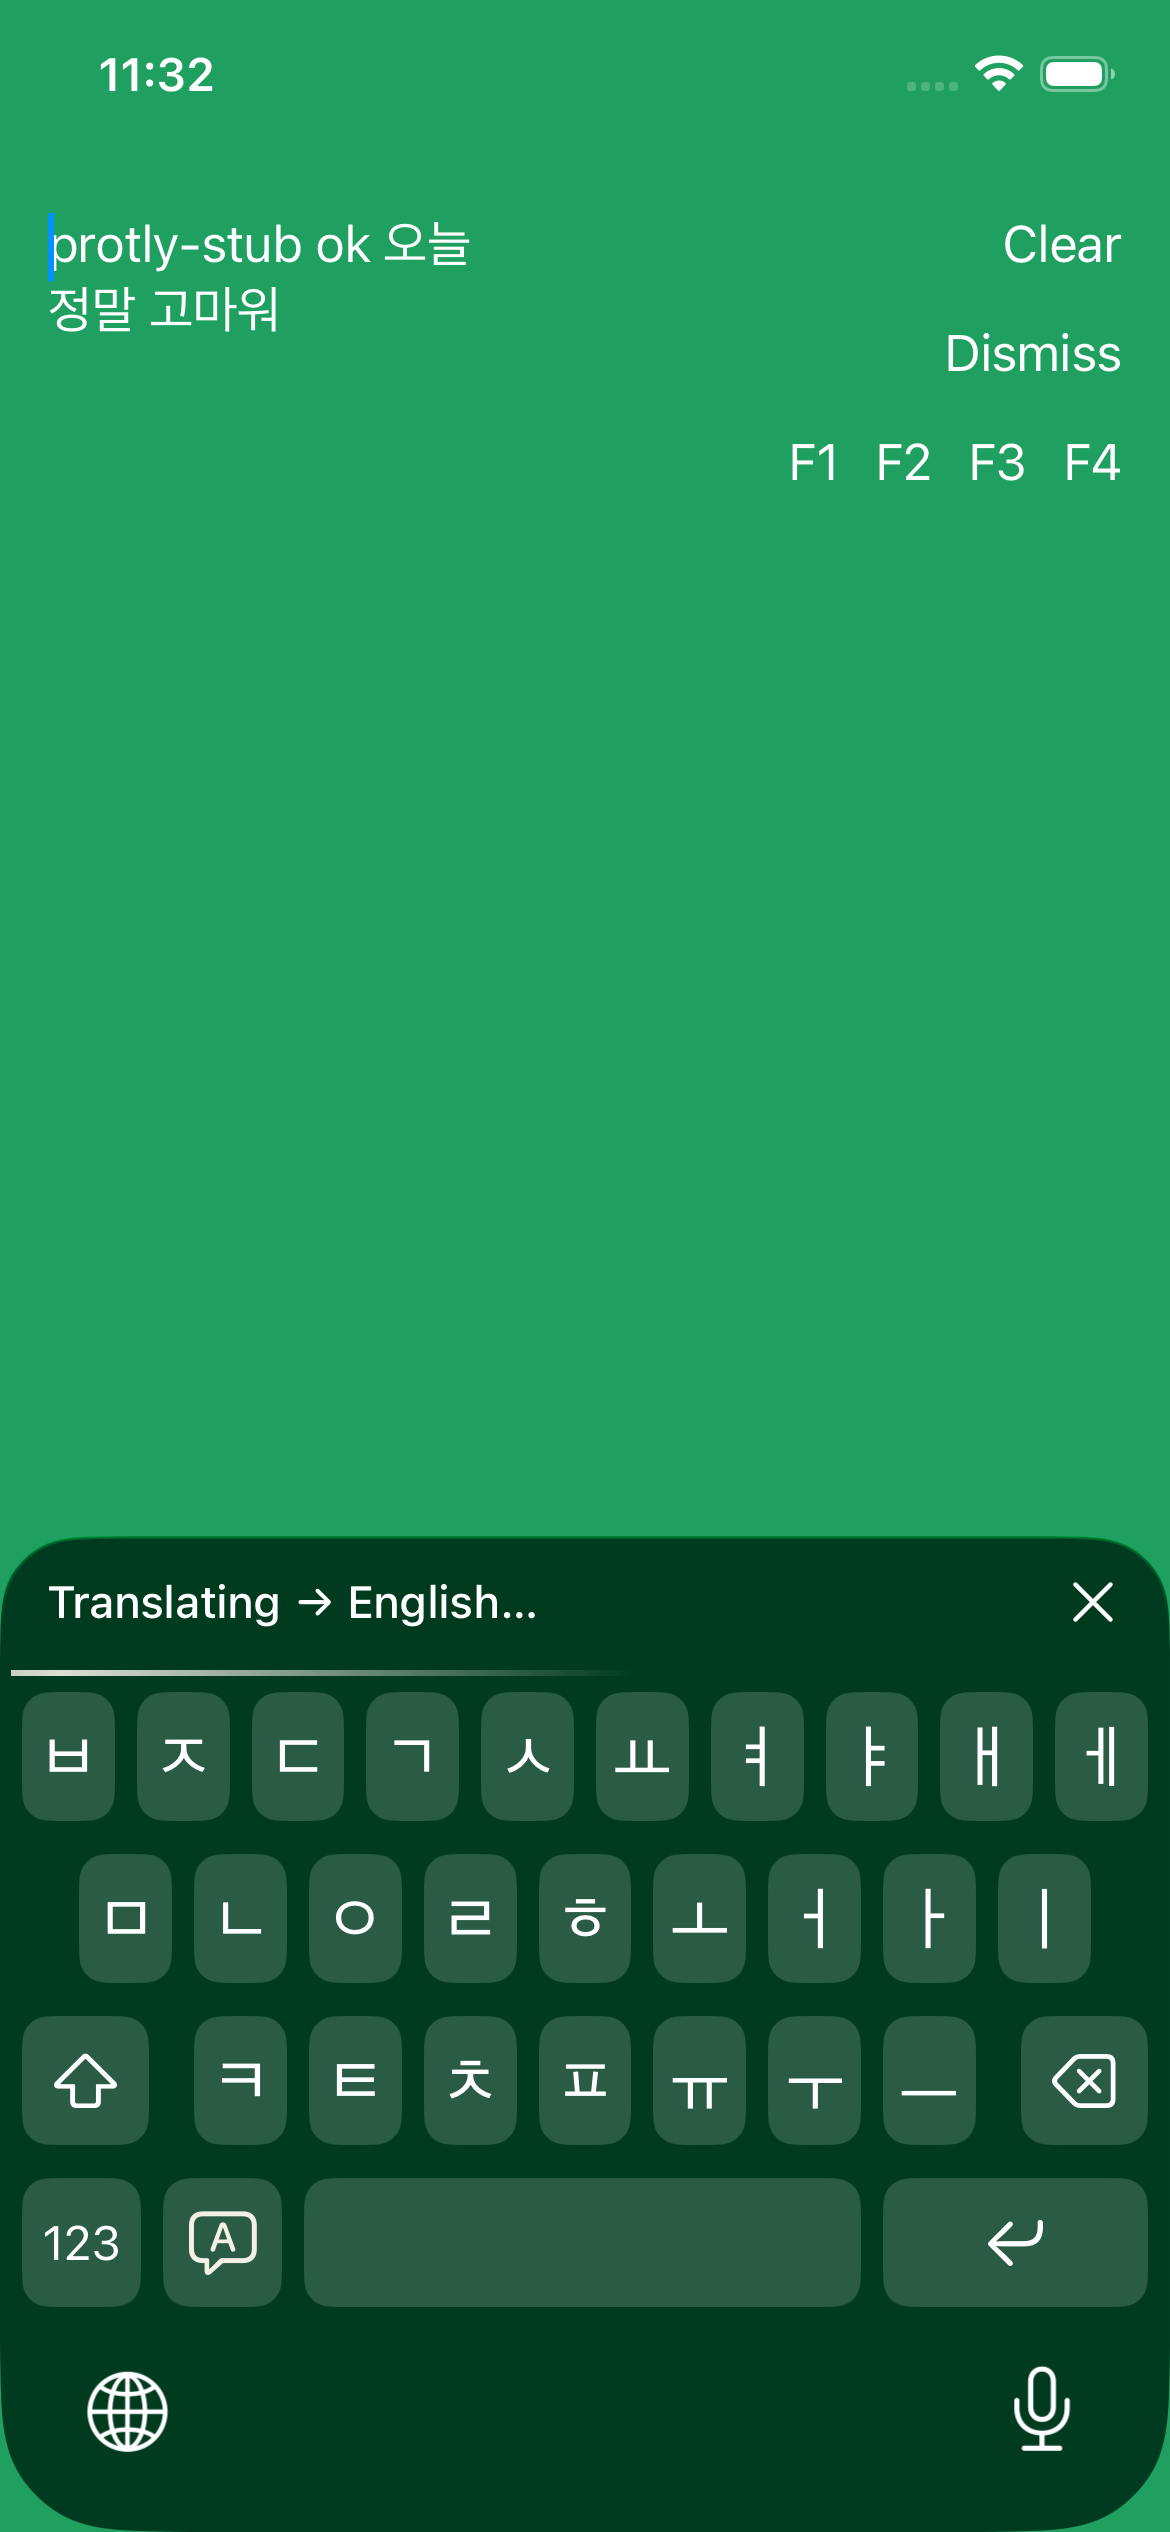 11:32
protly-stub ok 오늘
정말 고마워
Clear
Dismiss
F1 F2 F3 F4
Translating → English...
ㅂ ㅈ ㄷ ㄱ ㅅ ㅛ ㅕ ㅑ ㅐ ㅔ
ㅁ ㄴ ㅇ ㄹ ㅎ ㅗ ㅓ ㅏ ㅣ
ㅋ ㅌ ㅊ ㅍ ㅠ ㅜ ㅡ
123 A